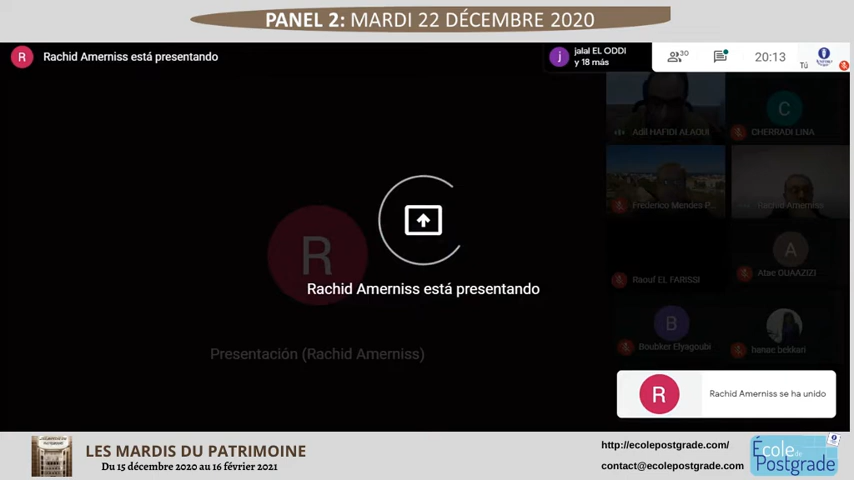 PANEL 2: MARDI 22 DÉCEMBRE 2020
R
Rachid Amerniss está presentando
j
jalal EL ODDI
y 18 más
30
20:13
Tú
Adil HAFIDI ALAOUI
C
CHERRADI LINA
R
Rachid Amerniss está presentando
Frederico Mendes P...
Rachid Amerniss
Raouf EL FARISSI
A
Alae OUAAZIZI
Presentación (Rachid Amerniss)
B
Boubker Elyagoubi
hanae bekkari
R
Rachid Amerniss se ha unido
LES MARDIS DU PATRIMOINE
Du 15 décembre 2020 au 16 février 2021
http://ecolepostgrade.com/
contact@ecolepostgrade.com
École
Postgrade